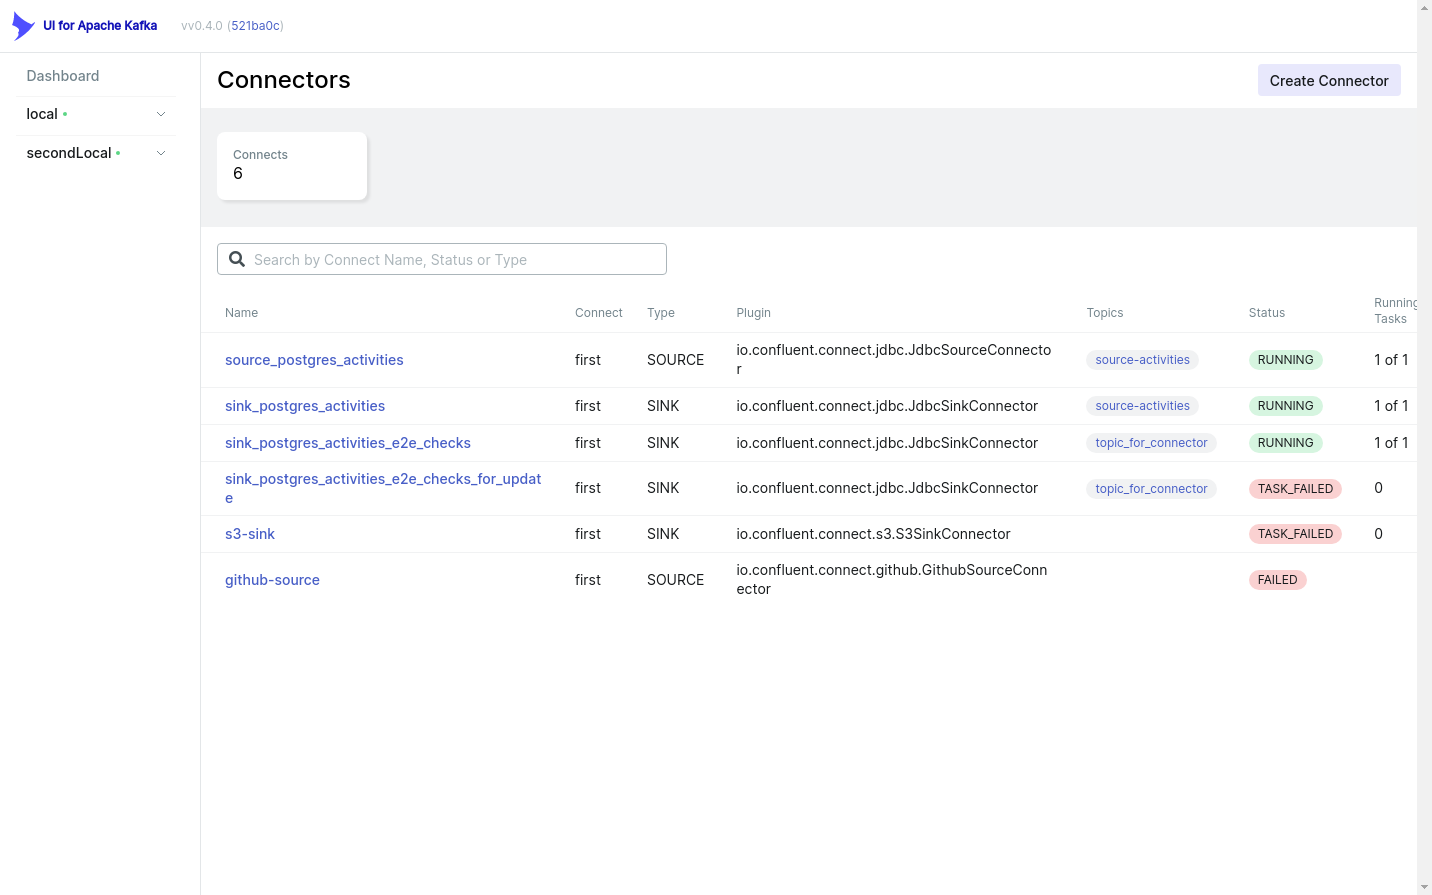 UI for Apache Kafka vv0.4.0 (521ba0c)
Dashboard
local
secondLocal
Connectors
Create Connector
Connects
6
Search by Connect Name, Status or Type
Name Connect Type Plugin Topics Status Running
Tasks
source_postgres_activities first SOURCE io.confluent.connect.jdbc.JdbcSourceConnecto
r source-activities RUNNING 1 of 1
sink_postgres_activities first SINK io.confluent.connect.jdbc.JdbcSinkConnector source-activities RUNNING 1 of 1
sink_postgres_activities_e2e_checks first SINK io.confluent.connect.jdbc.JdbcSinkConnector topic_for_connector RUNNING 1 of 1
sink_postgres_activities_e2e_checks_for_updat
e first SINK io.confluent.connect.jdbc.JdbcSinkConnector topic_for_connector TASK_FAILED 0
s3-sink first SINK io.confluent.connect.s3.S3SinkConnector TASK_FAILED 0
github-source first SOURCE io.confluent.connect.github.GithubSourceConn
ector FAILED